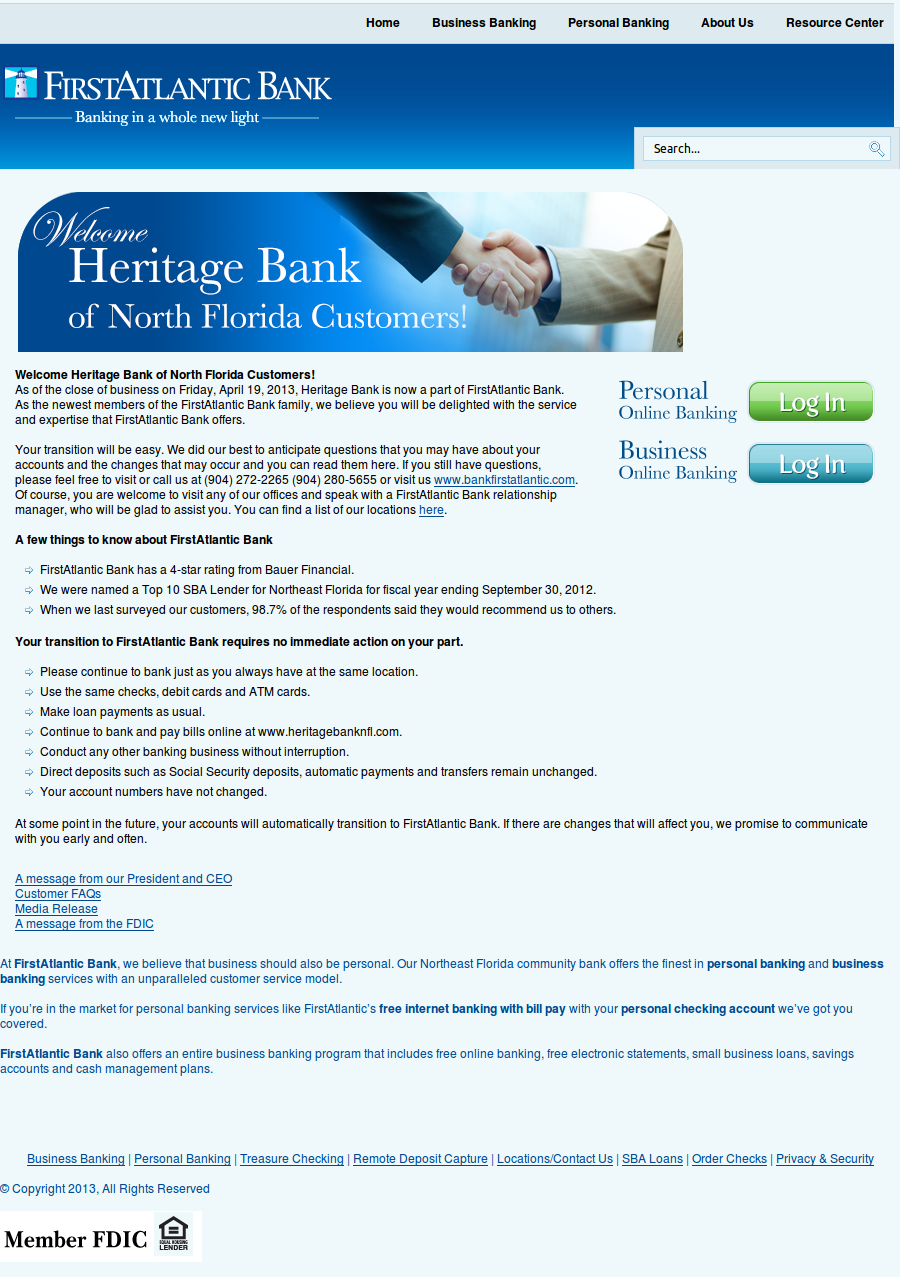 Home Business Banking Personal Banking About Us Resource Center
FIRSTATLANTIC BANK
Banking in a whole new light
Search...
Welcome
Heritage Bank
of North Florida Customers!
Welcome Heritage Bank of North Florida Customers!
As of the close of business on Friday, April 19, 2013, Heritage Bank is now a part of FirstAtlantic Bank.
As the newest members of the FirstAtlantic Bank family, we believe you will be delighted with the service
and expertise that FirstAtlantic Bank offers.
Personal
Online Banking
Log In
Business
Online Banking
Log In
Your transition will be easy. We did our best to anticipate questions that you may have about your
accounts and the changes that may occur and you can read them here. If you still have questions,
please feel free to visit or call us at (904) 272-2265 (904) 280-5655 or visit us www.bankfirstatlantic.com.
Of course, you are welcome to visit any of our offices and speak with a FirstAtlantic Bank relationship
manager, who will be glad to assist you. You can find a list of our locations here.
A few things to know about FirstAtlantic Bank
FirstAtlantic Bank has a 4-star rating from Bauer Financial.
We were named a Top 10 SBA Lender for Northeast Florida for fiscal year ending September 30, 2012.
When we last surveyed our customers, 98.7% of the respondents said they would recommend us to others.
Your transition to FirstAtlantic Bank requires no immediate action on your part.
Please continue to bank just as you always have at the same location.
Use the same checks, debit cards and ATM cards.
Make loan payments as usual.
Continue to bank and pay bills online at www.heritagebanknfl.com.
Conduct any other banking business without interruption.
Direct deposits such as Social Security deposits, automatic payments and transfers remain unchanged.
Your account numbers have not changed.
At some point in the future, your accounts will automatically transition to FirstAtlantic Bank. If there are changes that will affect you, we promise to communicate
with you early and often.
A message from our President and CEO
Customer FAQs
Media Release
A message from the FDIC
At FirstAtlantic Bank, we believe that business should also be personal. Our Northeast Florida community bank offers the finest in personal banking and business
banking services with an unparalleled customer service model.
If you're in the market for personal banking services like FirstAtlantic's free internet banking with bill pay with your personal checking account we've got you
covered.
FirstAtlantic Bank also offers an entire business banking program that includes free online banking, free electronic statements, small business loans, savings
accounts and cash management plans.
Business Banking | Personal Banking | Treasure Checking | Remote Deposit Capture | Locations/Contact Us | SBA Loans | Order Checks | Privacy & Security
© Copyright 2013, All Rights Reserved
Member FDIC
EQUAL HOUSING
LENDER